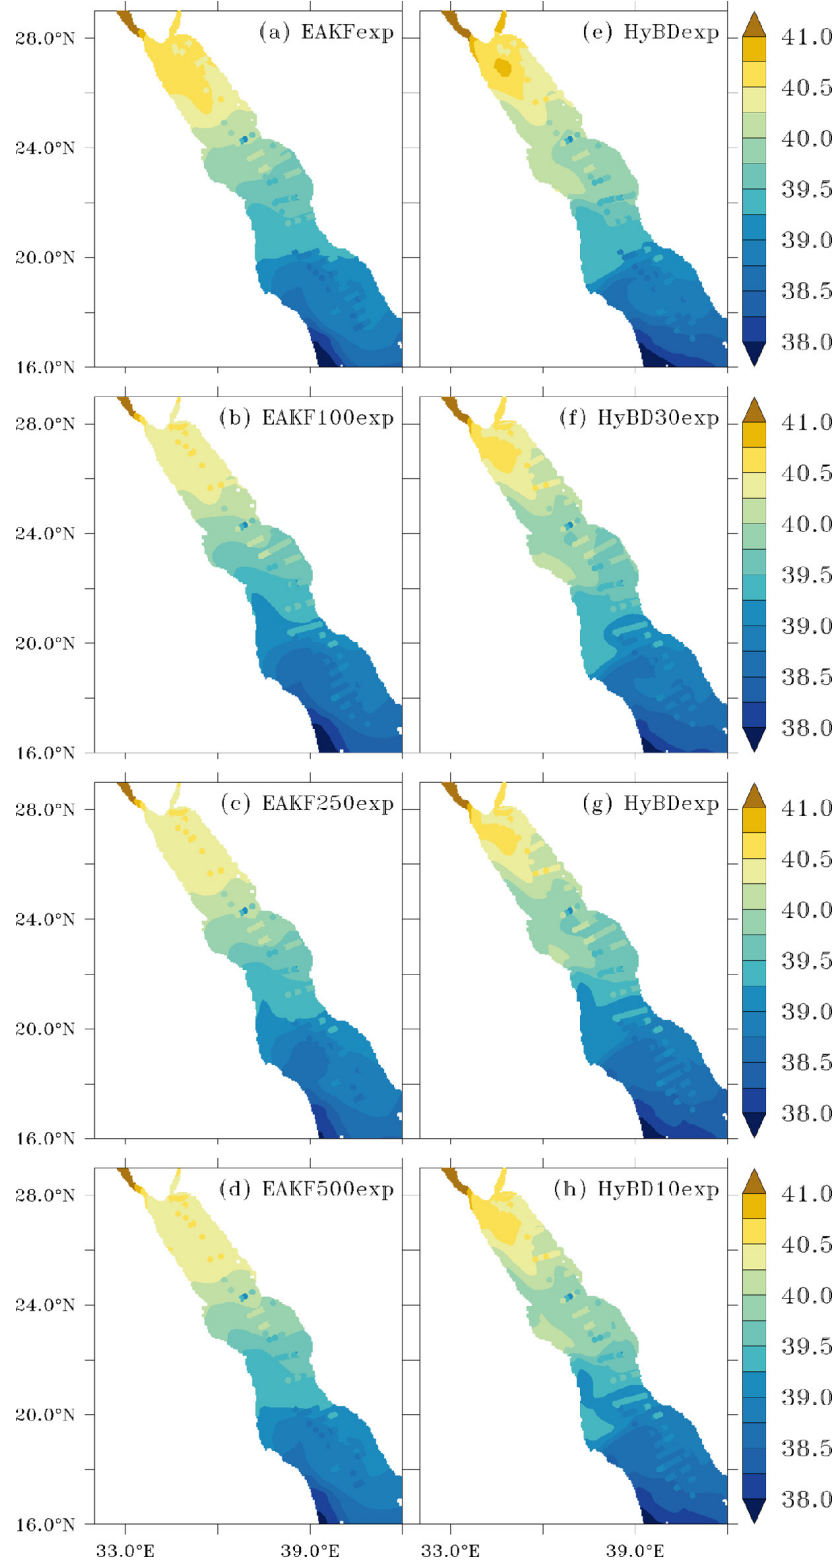 (a) EAKFexp
(e) HyBDexp
28.0°N
24.0°N
20.0°N
16.0°N
41.0
40.5
40.0
39.5
39.0
38.5
38.0
(b) EAKF100exp
(f) HyBD30exp
28.0°N
24.0°N
20.0°N
16.0°N
41.0
40.5
40.0
39.5
39.0
38.5
38.0
(c) EAKF250exp
(g) HyBDexp
28.0°N
24.0°N
20.0°N
16.0°N
41.0
40.5
40.0
39.5
39.0
38.5
38.0
(d) EAKF500exp
(h) HyBD10exp
28.0°N
24.0°N
20.0°N
16.0°N
41.0
40.5
40.0
39.5
39.0
38.5
38.0
33.0°E
39.0°E
33.0°E
39.0°E